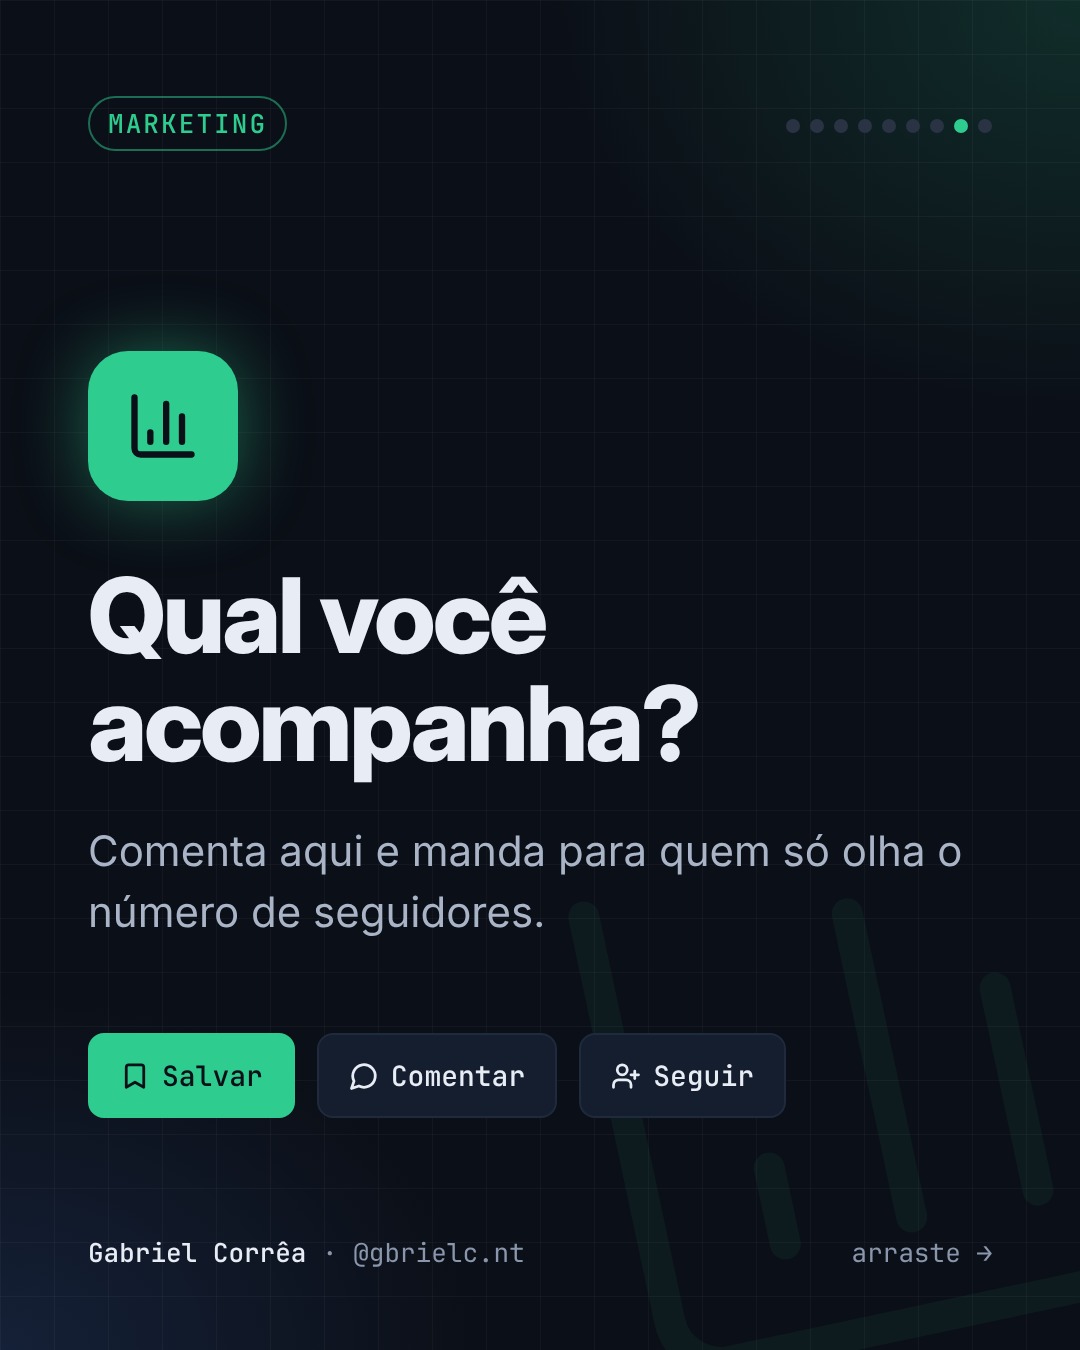 MARKETING
Qual você
acompanha?
Comenta aqui e manda para quem só olha o
número de seguidores.
Salvar
Comentar
Seguir
Gabriel Corrêa · @gbrielc.nt
arraste →